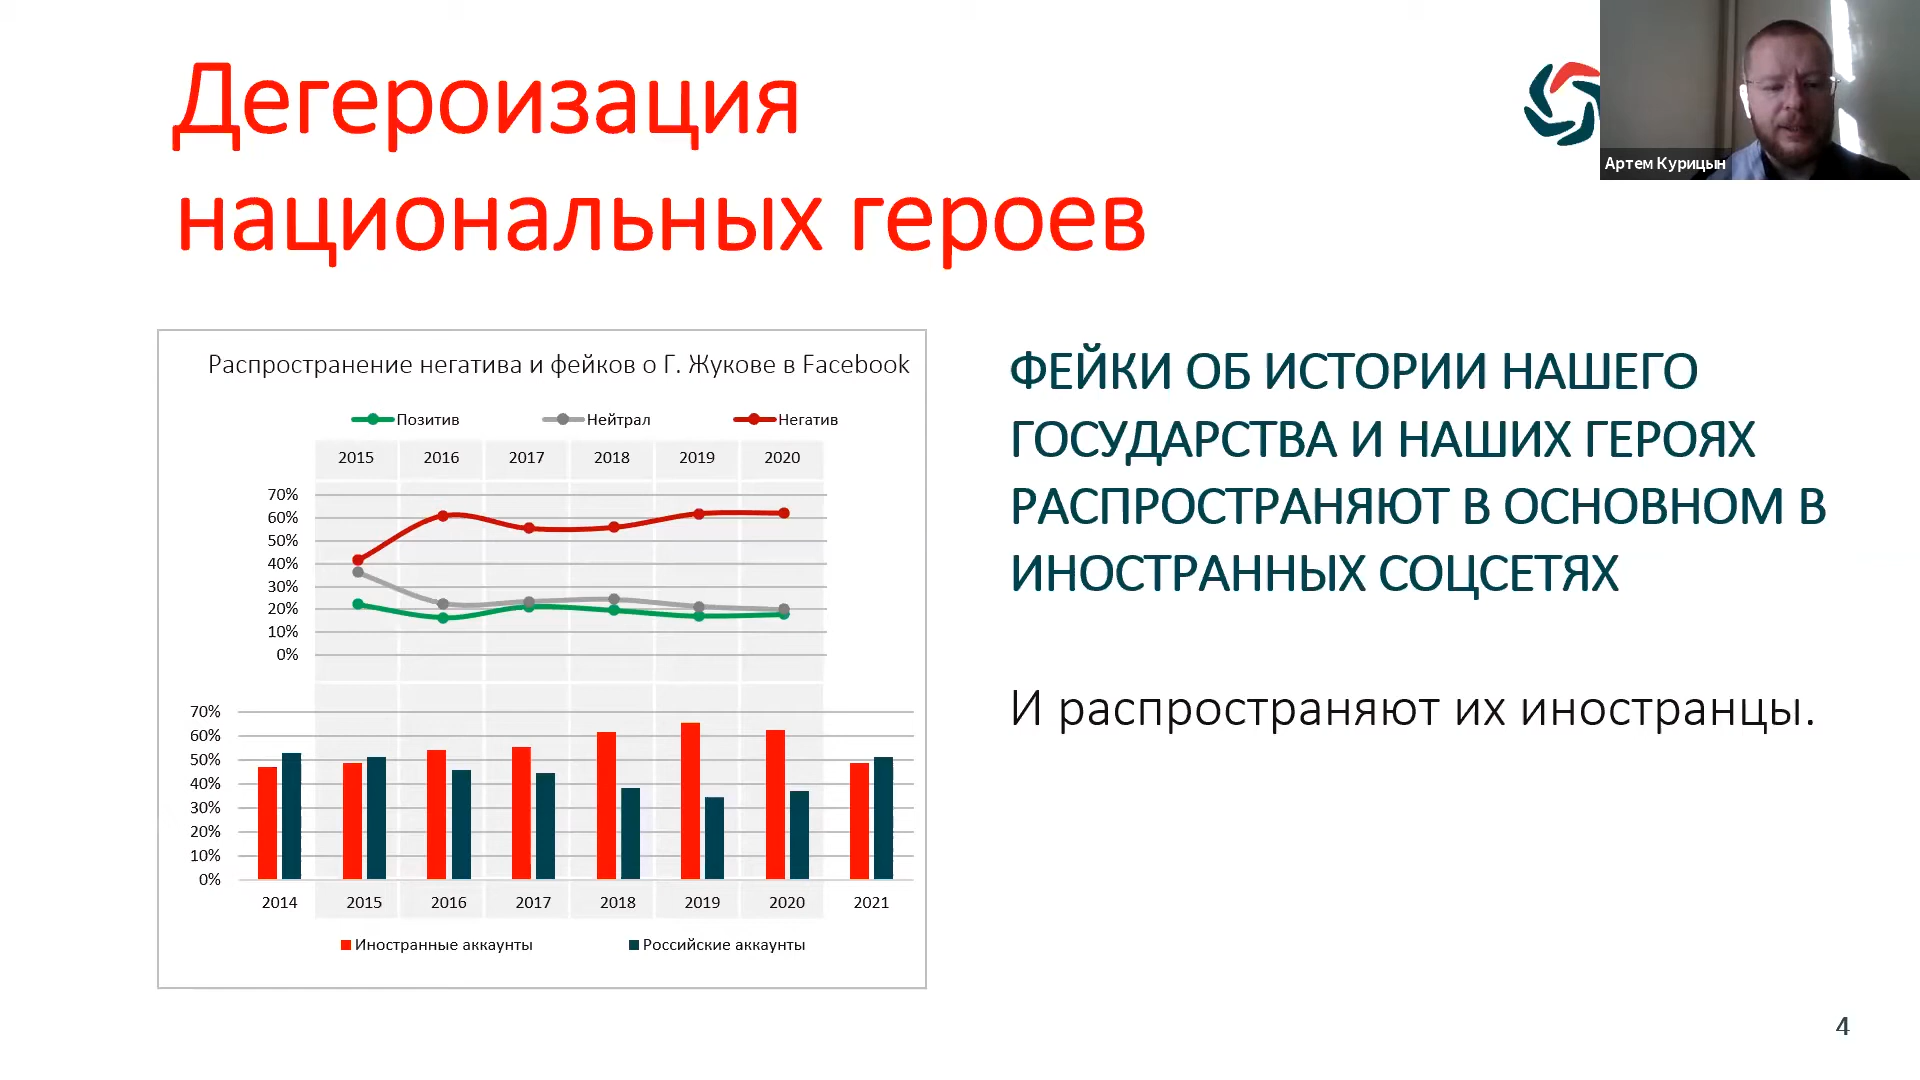 Дегероизация
национальных героев
Артем Курицын
Распространение негатива и фейков о Г. Жукове в Facebook
Позитив Нейтрал Негатив
2015 2016 2017 2018 2019 2020
70%
60%
50%
40%
30%
20%
10%
0%
70%
60%
50%
40%
30%
20%
10%
0%
2014 2015 2016 2017 2018 2019 2020 2021
Иностранные аккаунты Российские аккаунты
ФЕЙКИ ОБ ИСТОРИИ НАШЕГО
ГОСУДАРСТВА И НАШИХ ГЕРОЯХ
РАСПРОСТРАНЯЮТ В ОСНОВНОМ В
ИНОСТРАННЫХ СОЦСЕТЯХ
И распространяют их иностранцы.
4